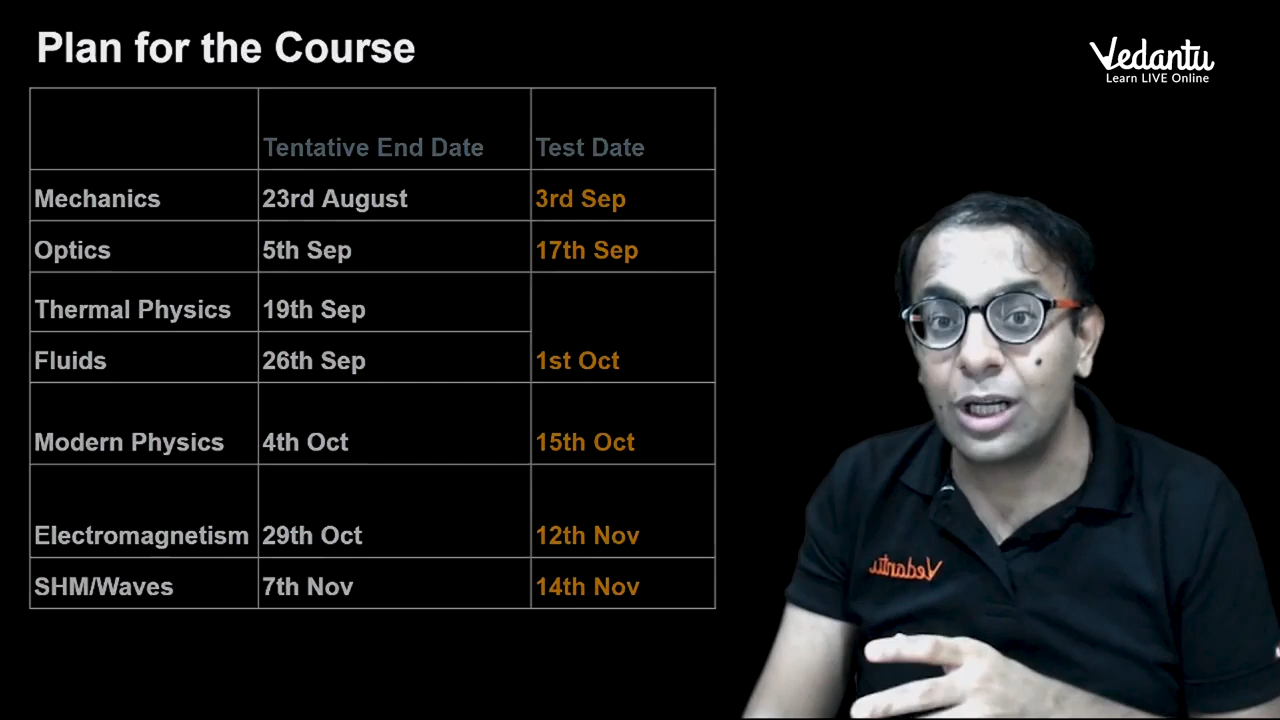 Plan for the Course
Vedantu
Learn LIVE Online
Tentative End Date Test Date
Mechanics 23rd August 3rd Sep
Optics 5th Sep 17th Sep
Thermal Physics 19th Sep
Fluids 26th Sep 1st Oct
Modern Physics 4th Oct 15th Oct
Electromagnetism 29th Oct 12th Nov
SHM/Waves 7th Nov 14th Nov
Vedantu